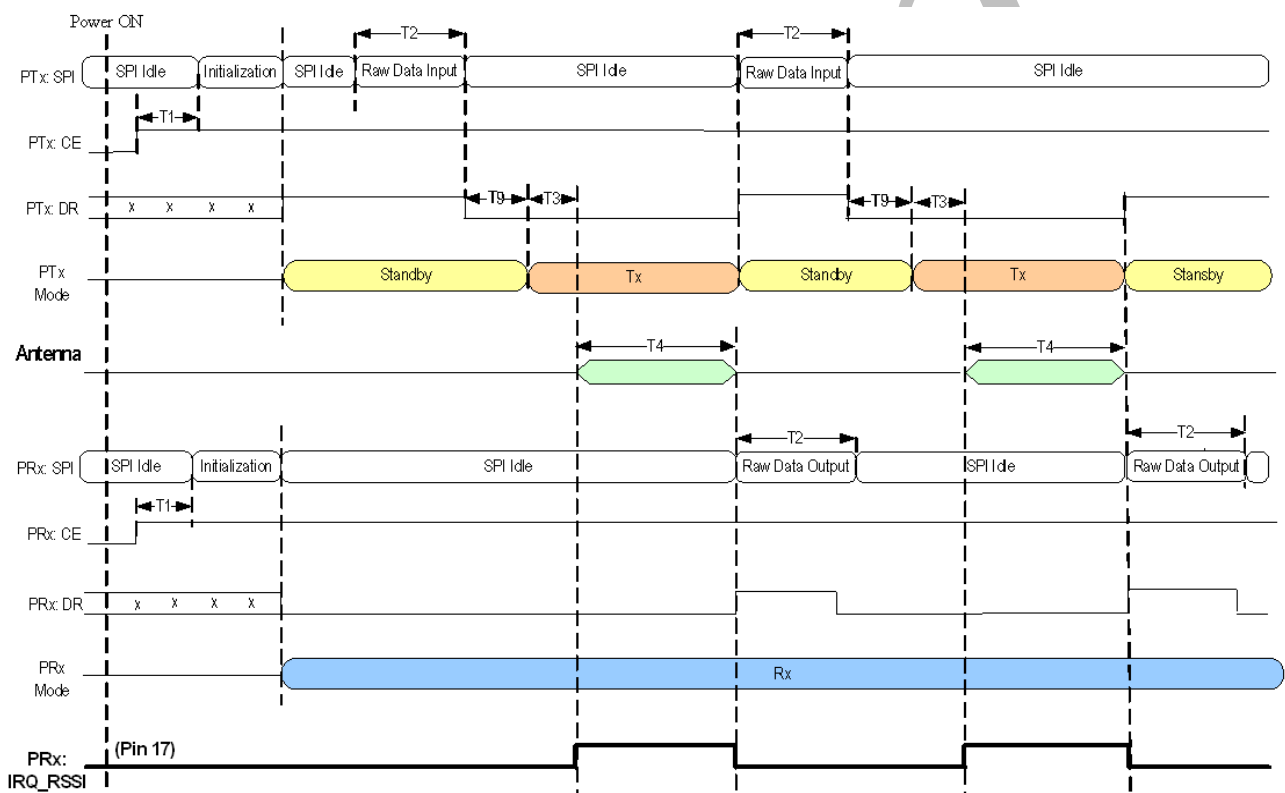 Power ON
T2
T2
PTx: SPI
SPI Idle
Initialization
SPI Idle
Raw Data Input
SPI Idle
Raw Data Input
SPI Idle
T1
PTx: CE
PTx: DR
X X X X
T9
T3
T9
T3
PTx
Mode
Standby
Tx
Standby
Tx
Stansby
Antenna
T4
T4
T2
T2
PRx: SPI
SPI Idle
Initialization
SPI Idle
Raw Data Output
SPI Idle
Raw Data Output
T1
PRx: CE
PRx: DR
X X X X
PRx
Mode
Rx
(Pin 17)
PRx:
IRQ_RSSI